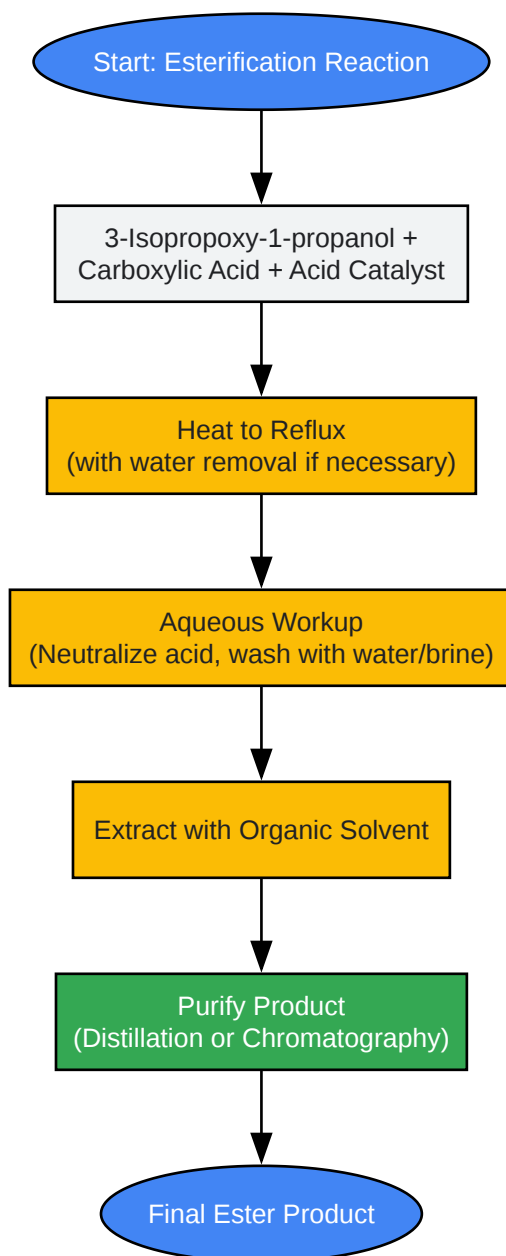 Start: Esterification Reaction
3-Isopropoxy-1-propanol +
Carboxylic Acid + Acid Catalyst
Heat to Reflux
(with water removal if necessary)
Aqueous Workup
(Neutralize acid, wash with water/brine)
Extract with Organic Solvent
Purify Product
(Distillation or Chromatography)
Final Ester Product